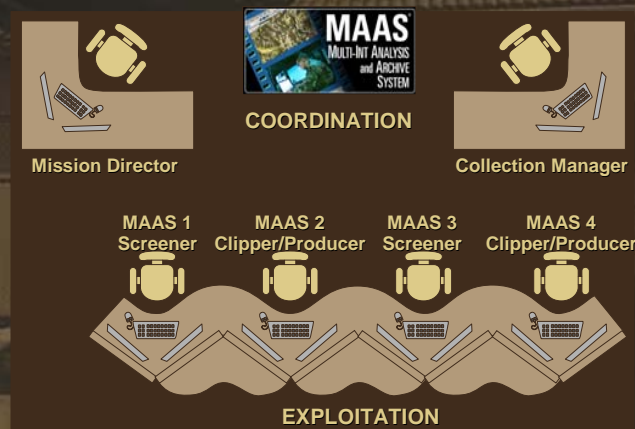 MAAS
MULTI-INT ANALYSIS
and ARCHIVE
SYSTEM
COORDINATION
Mission Director
Collection Manager
MAAS 1
Screener
MAAS 2
Clipper/Producer
MAAS 3
Screener
MAAS 4
Clipper/Producer
EXPLOITATION